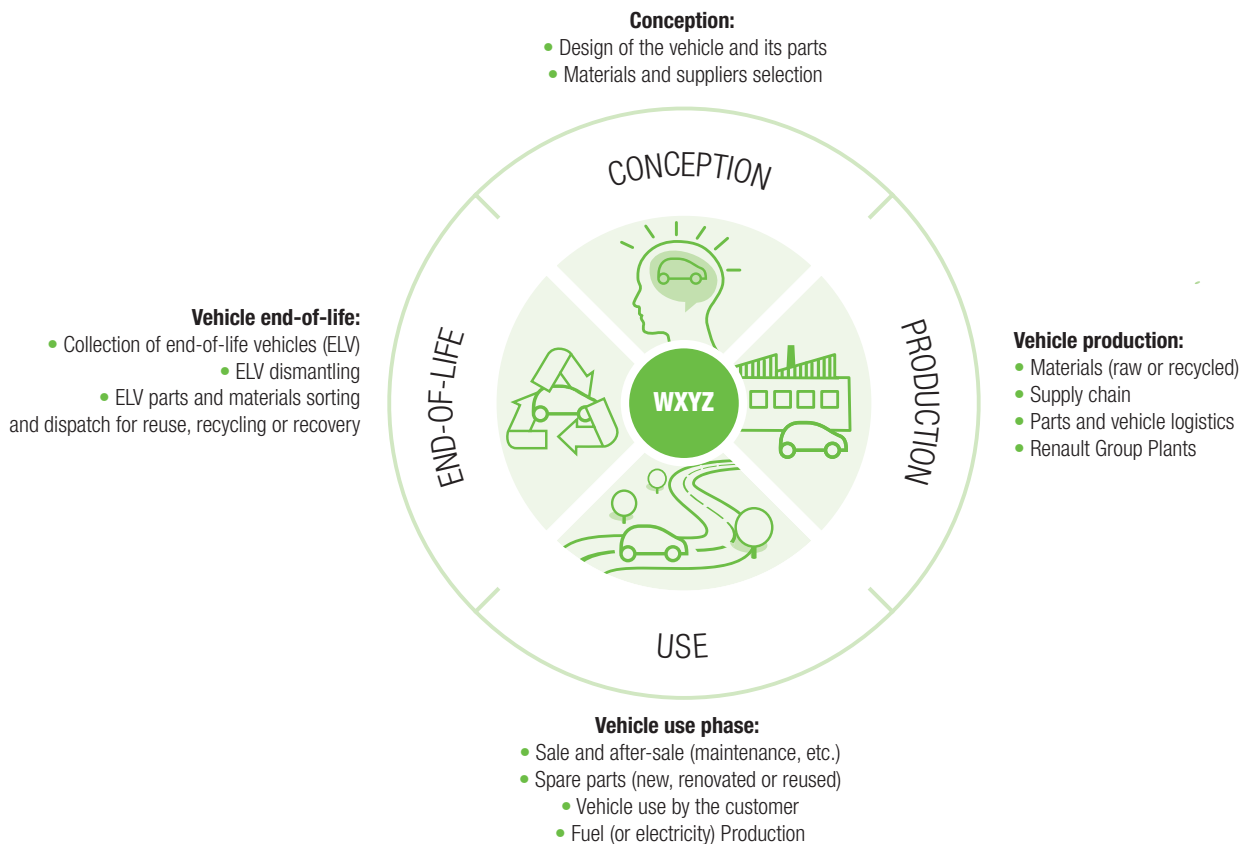 Conception:
• Design of the vehicle and its parts
• Materials and suppliers selection
CONCEPTION
PRODUCTION
USE
END-OF-LIFE
WXYZ
Vehicle production:
• Materials (raw or recycled)
• Supply chain
• Parts and vehicle logistics
• Renault Group Plants
Vehicle use phase:
• Sale and after-sale (maintenance, etc.)
• Spare parts (new, renovated or reused)
• Vehicle use by the customer
• Fuel (or electricity) Production
Vehicle end-of-life:
• Collection of end-of-life vehicles (ELV)
• ELV dismantling
• ELV parts and materials sorting
and dispatch for reuse, recycling or recovery